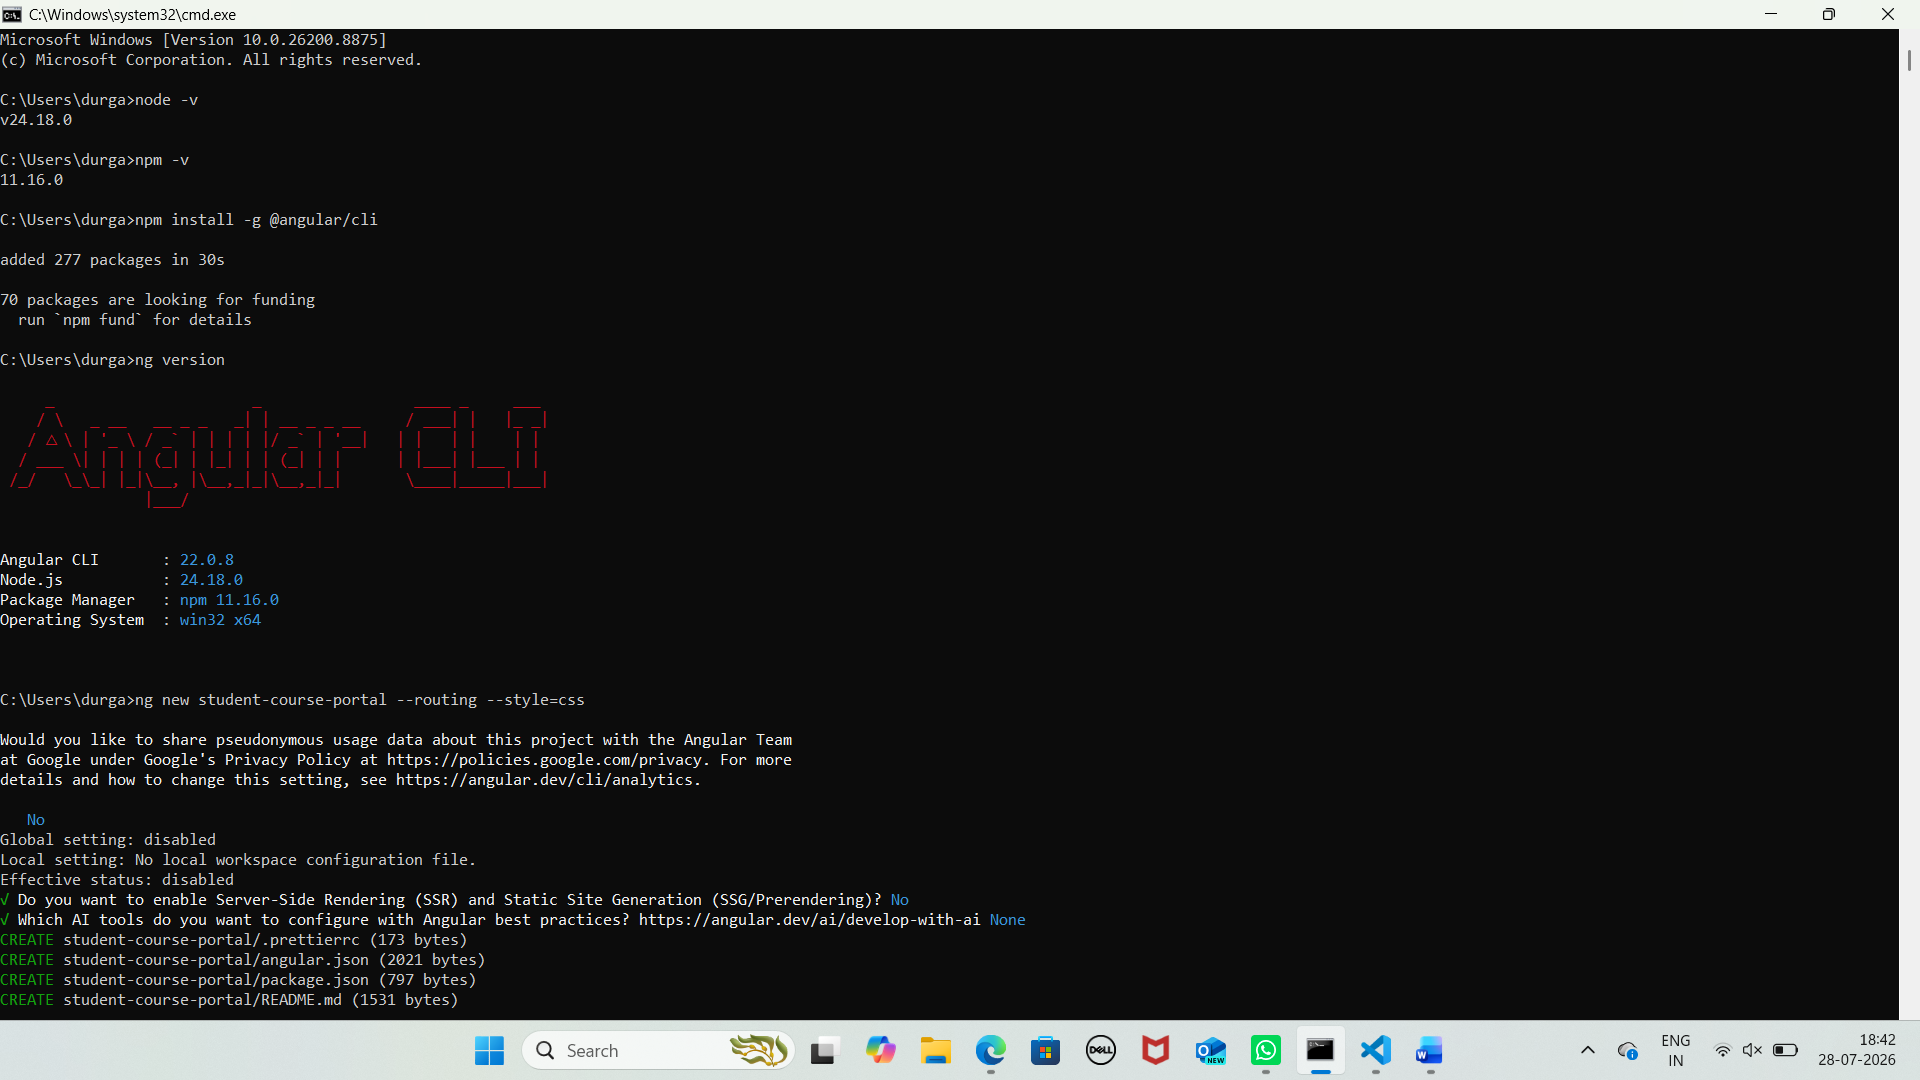 C:\Windows\system32\cmd.exe
Microsoft Windows [Version 10.0.26200.8875]
(c) Microsoft Corporation. All rights reserved.
C:\Users\durga>node -v
v24.18.0
C:\Users\durga>npm -v
11.16.0
C:\Users\durga>npm install -g @angular/cli
added 277 packages in 30s
70 packages are looking for funding
  run `npm fund` for details
C:\Users\durga>ng version
Angular CLI
Angular CLI       : 22.0.8
Node.js           : 24.18.0
Package Manager   : npm 11.16.0
Operating System  : win32 x64
C:\Users\durga>ng new student-course-portal --routing --style=css
Would you like to share pseudonymous usage data about this project with the Angular Team
at Google under Google's Privacy Policy at https://policies.google.com/privacy. For more
details and how to change this setting, see https://angular.dev/cli/analytics.
   No
Global setting: disabled
Local setting: No local workspace configuration file.
Effective status: disabled
√ Do you want to enable Server-Side Rendering (SSR) and Static Site Generation (SSG/Prerendering)? No
√ Which AI tools do you want to configure with Angular best practices? https://angular.dev/ai/develop-with-ai None
CREATE student-course-portal/.prettierrc (173 bytes)
CREATE student-course-portal/angular.json (2021 bytes)
CREATE student-course-portal/package.json (797 bytes)
CREATE student-course-portal/README.md (1531 bytes)
Search
DELL
NEW
ENG
IN
18:42
28-07-2026